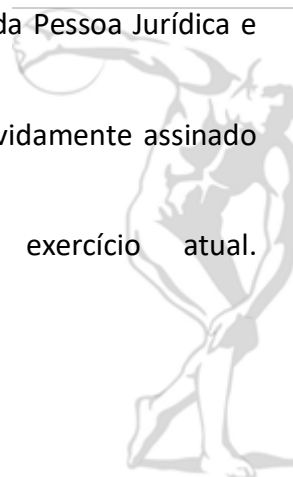 da Pessoa Jurídica e
vidamente assinado
exercício atual.